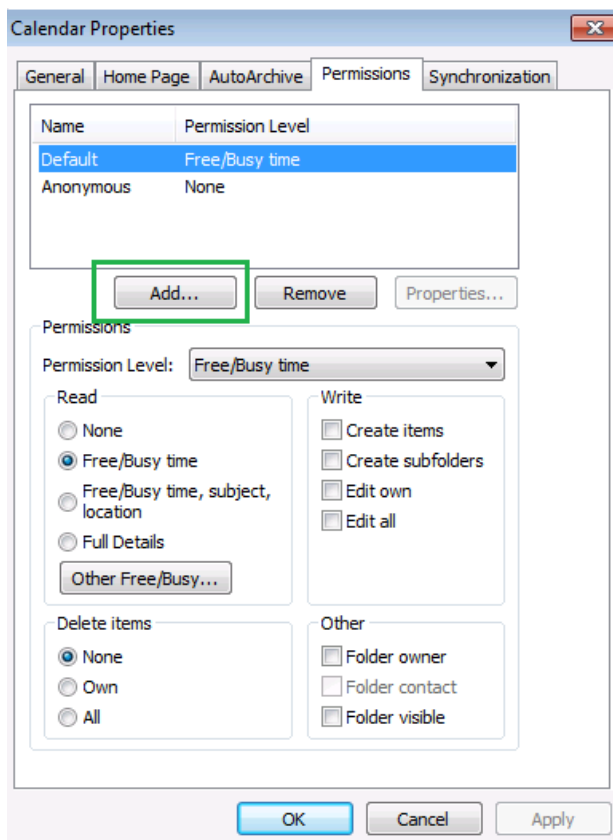 Calendar Properties
General Home Page AutoArchive Permissions Synchronization
Name Permission Level
Default Free/Busy time
Anonymous None
Add... Remove Properties...
Permissions
Permission Level: Free/Busy time
Read Write
None Create items
Free/Busy time Create subfolders
Free/Busy time, subject, Edit own
location Edit all
Full Details
Other Free/Busy...
Delete items Other
None Folder owner
Own Folder contact
All Folder visible
OK Cancel Apply